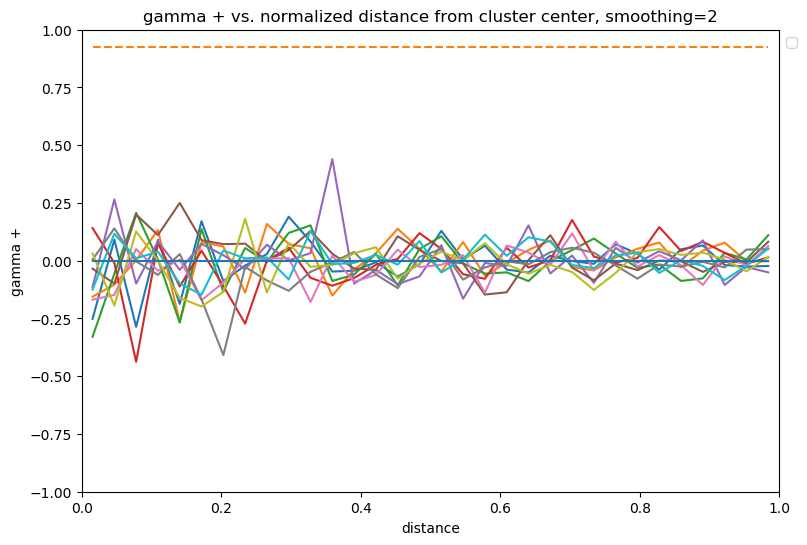 gamma + vs. normalized distance from cluster center, smoothing=2
1.00
0.75
0.50
0.25
0.00
−0.25
−0.50
−0.75
−1.00
gamma +
0.0 0.2 0.4 0.6 0.8 1.0
distance